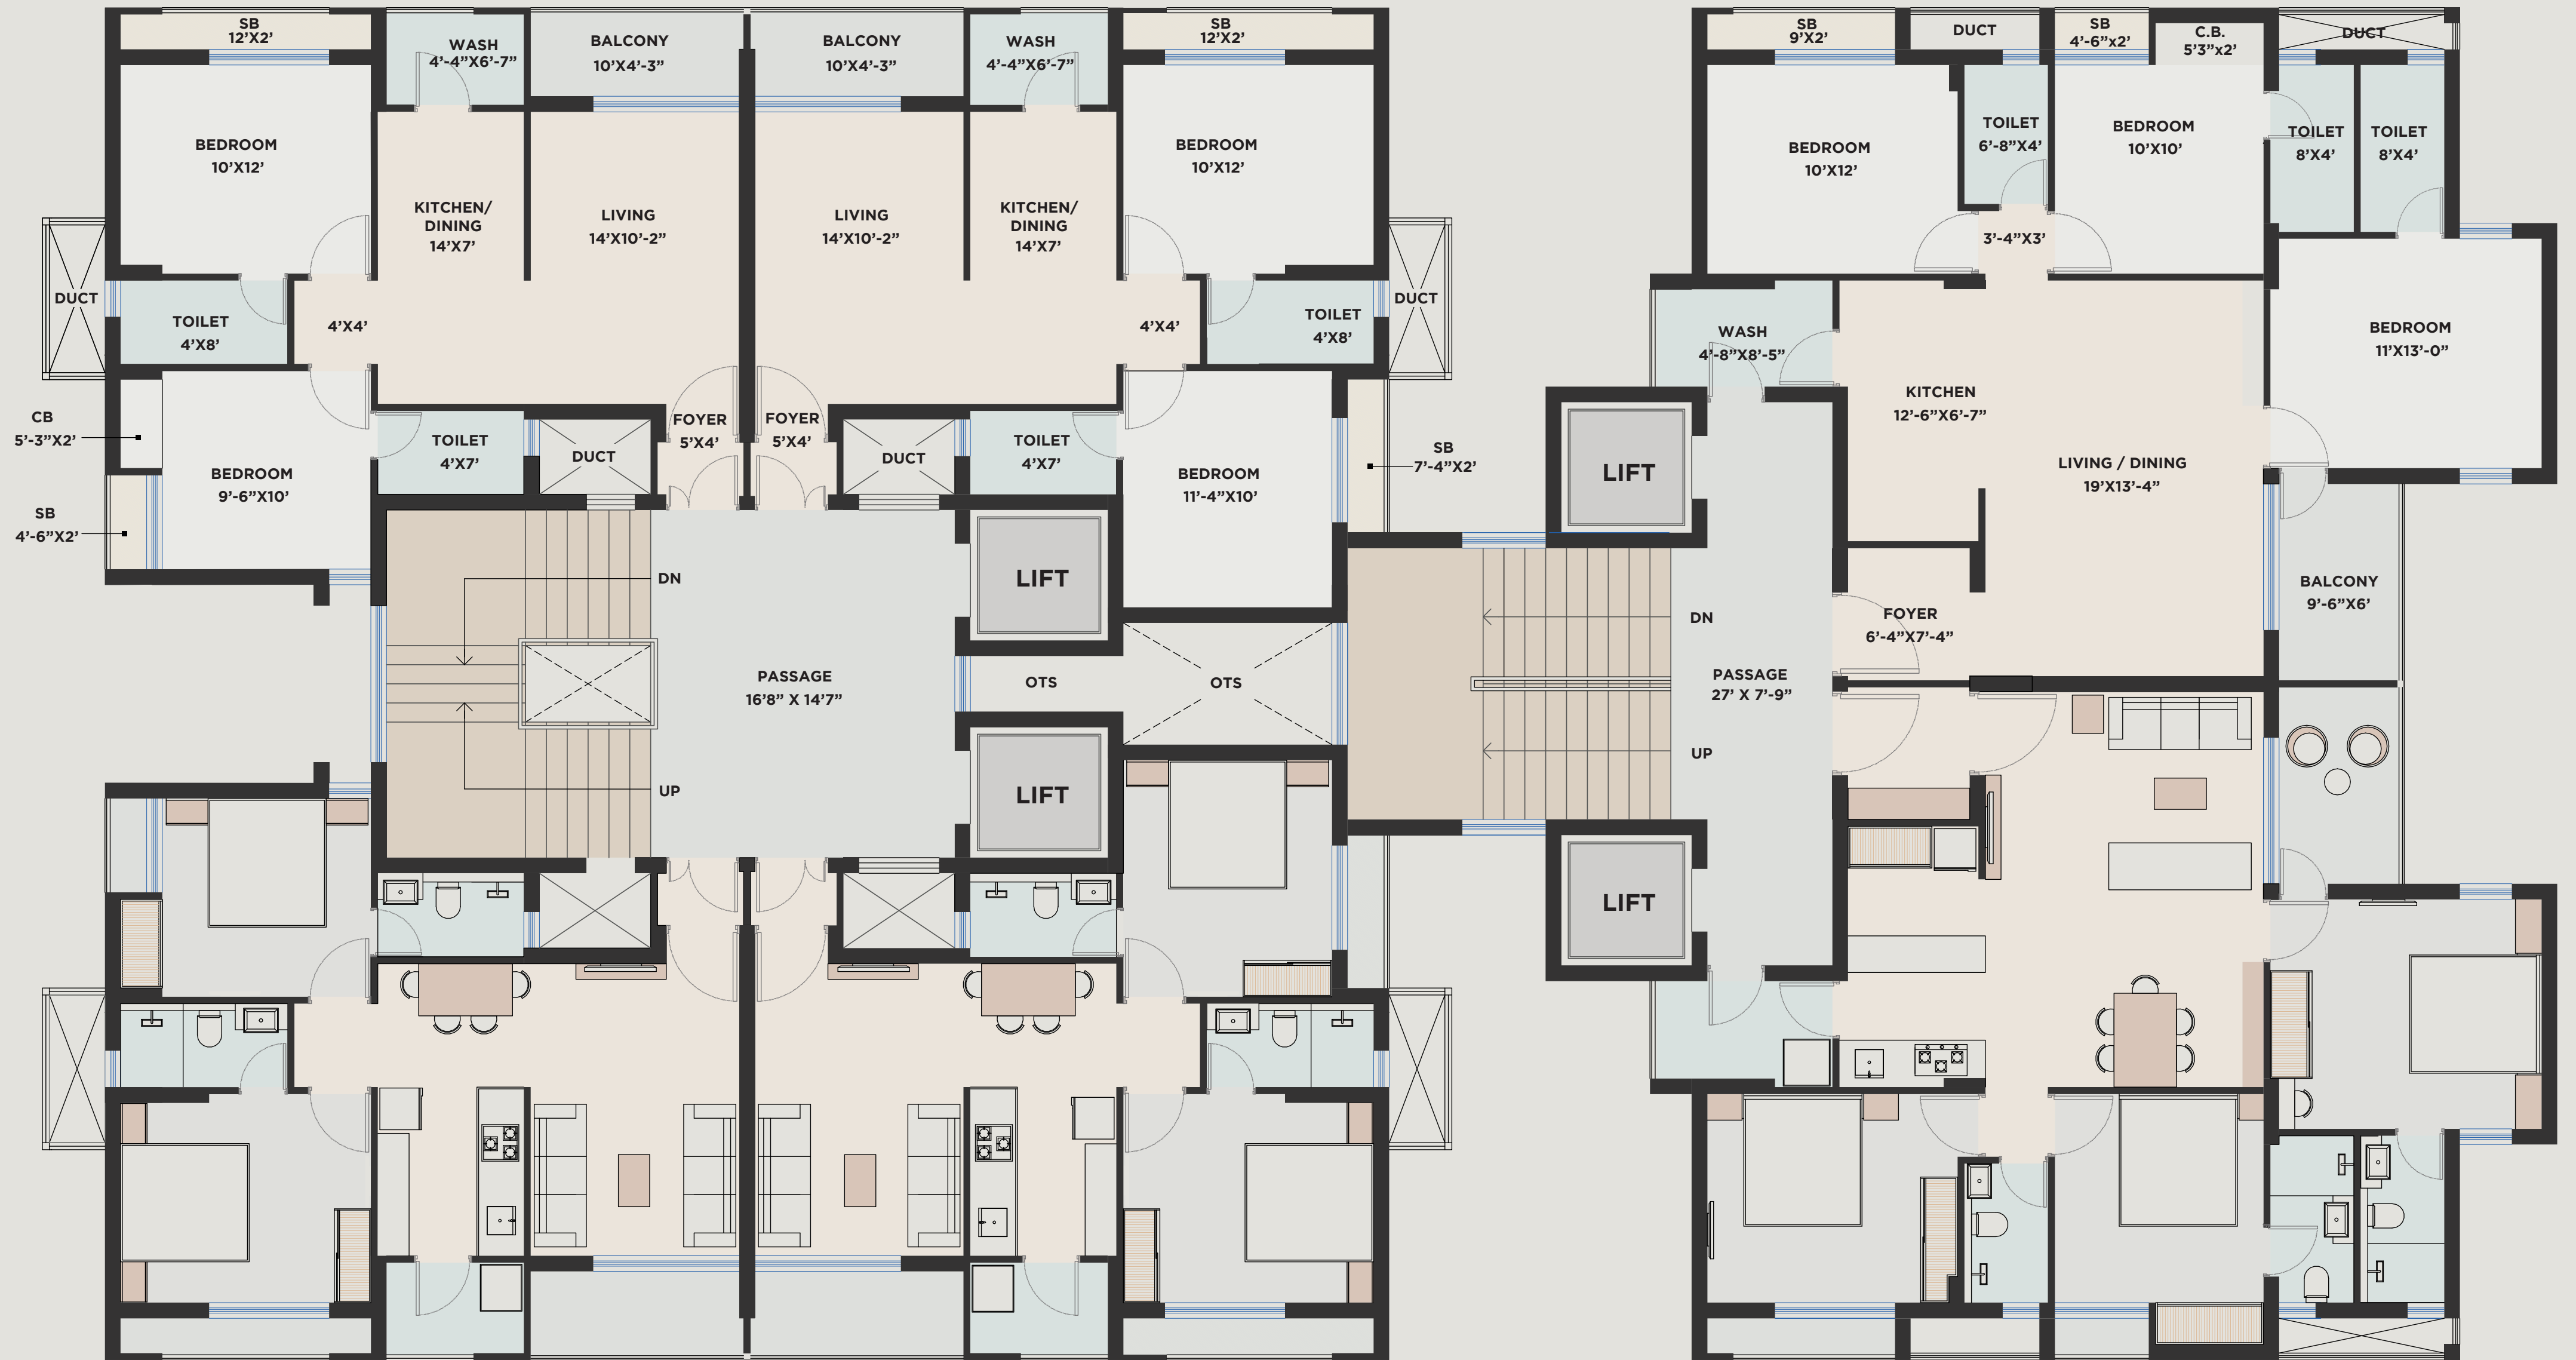 SB
12'X2'
WASH
4'-4”X6'-7”
BALCONY
10'X4'-3”
BALCONY
10'X4'-3”
WASH
4'-4”X6'-7”
SB
12'X2'
BEDROOM
10'X12'
KITCHEN/
DINING
14'X7'
LIVING
14'X10'-2”
LIVING
14'X10'-2”
KITCHEN/
DINING
14'X7'
BEDROOM
10'X12'
DUCT
TOILET
4'X8'
4'X4'
4'X4'
TOILET
4'X8'
DUCT
CB
5'-3”X2'
SB
4'-6”X2'
BEDROOM
9'-6”X10'
TOILET
4'X7'
DUCT
FOYER
5'X4'
FOYER
5'X4'
DUCT
TOILET
4'X7'
BEDROOM
11'-4”X10'
SB
7'-4”X2'
DN
UP
PASSAGE
16'8” X 14'7”
LIFT
OTS
OTS
LIFT
SB
9'X2'
DUCT
SB
4'-6”x2'
C.B.
5'3”x2'
DUCT
BEDROOM
10'X12'
TOILET
6'-8”X4'
BEDROOM
10'X10'
TOILET
8'X4'
TOILET
8'X4'
3'-4”X3'
WASH
4'-8”X8'-5”
BEDROOM
11'X13'-0”
KITCHEN
12'-6”X6'-7”
LIVING / DINING
19'X13'-4”
LIFT
BALCONY
9'-6”X6'
FOYER
6'-4”X7'-4”
DN
PASSAGE
27' X 7'-9”
UP
LIFT